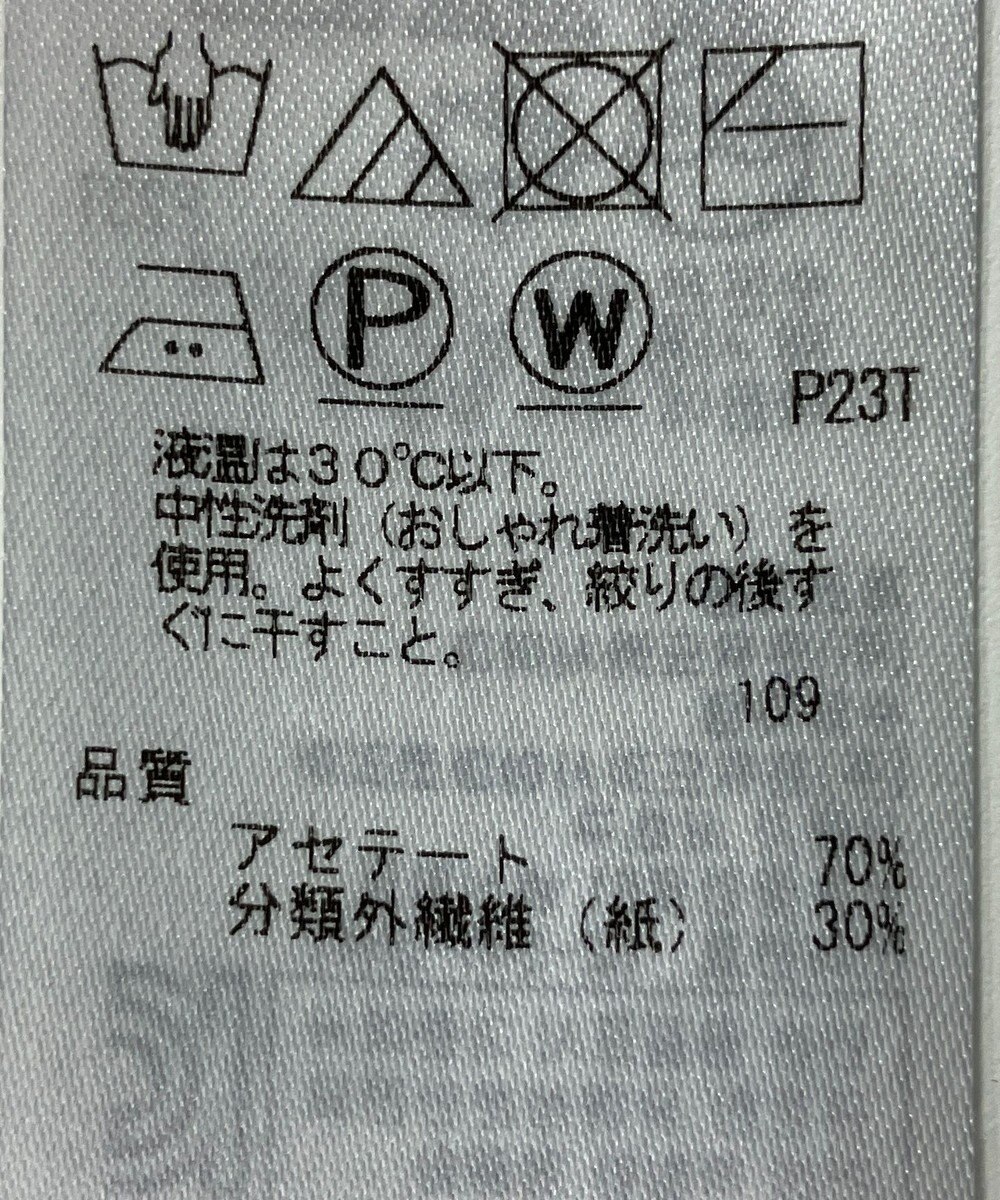 P
W
P23T
液温は30℃以下。
中性洗剤（おしゃれ着洗い）を
使用。よくすすぎ、絞りの後す
ぐに干すこと。
109
品質
アセテート 70%
分類外繊維（紙） 30%